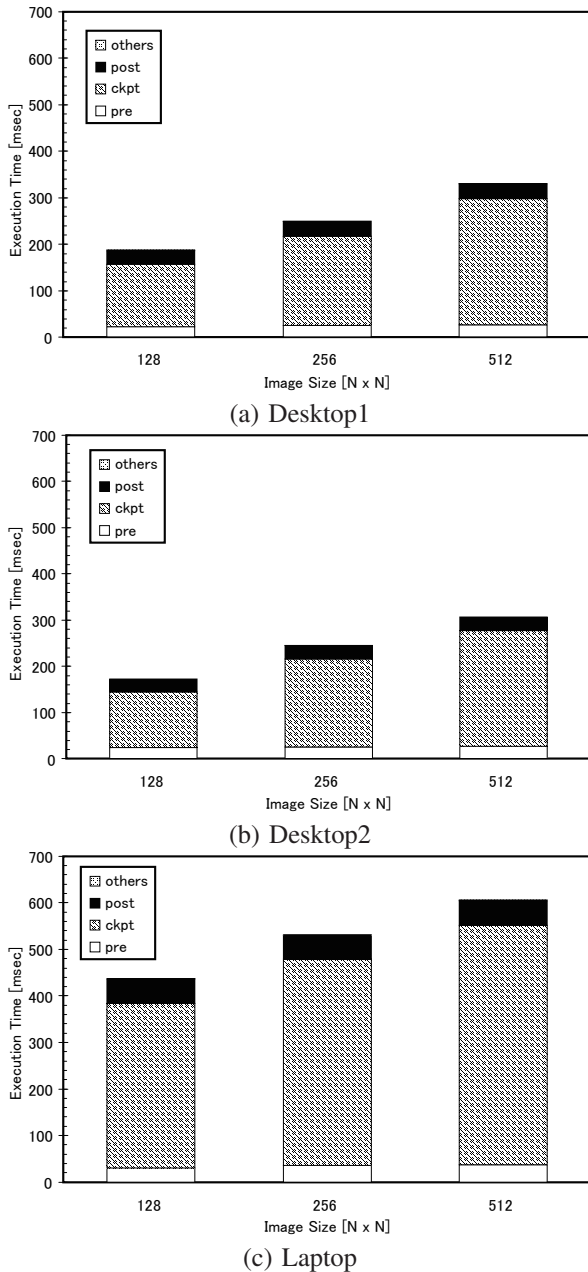 700
600
500
400
300
200
100
0
Execution Time [msec]
others
post
ckpt
pre
128 256 512
Image Size [N x N]
(a) Desktop1
700
600
500
400
300
200
100
0
Execution Time [msec]
others
post
ckpt
pre
128 256 512
Image Size [N x N]
(b) Desktop2
700
600
500
400
300
200
100
0
Execution Time [msec]
others
post
ckpt
pre
128 256 512
Image Size [N x N]
(c) Laptop